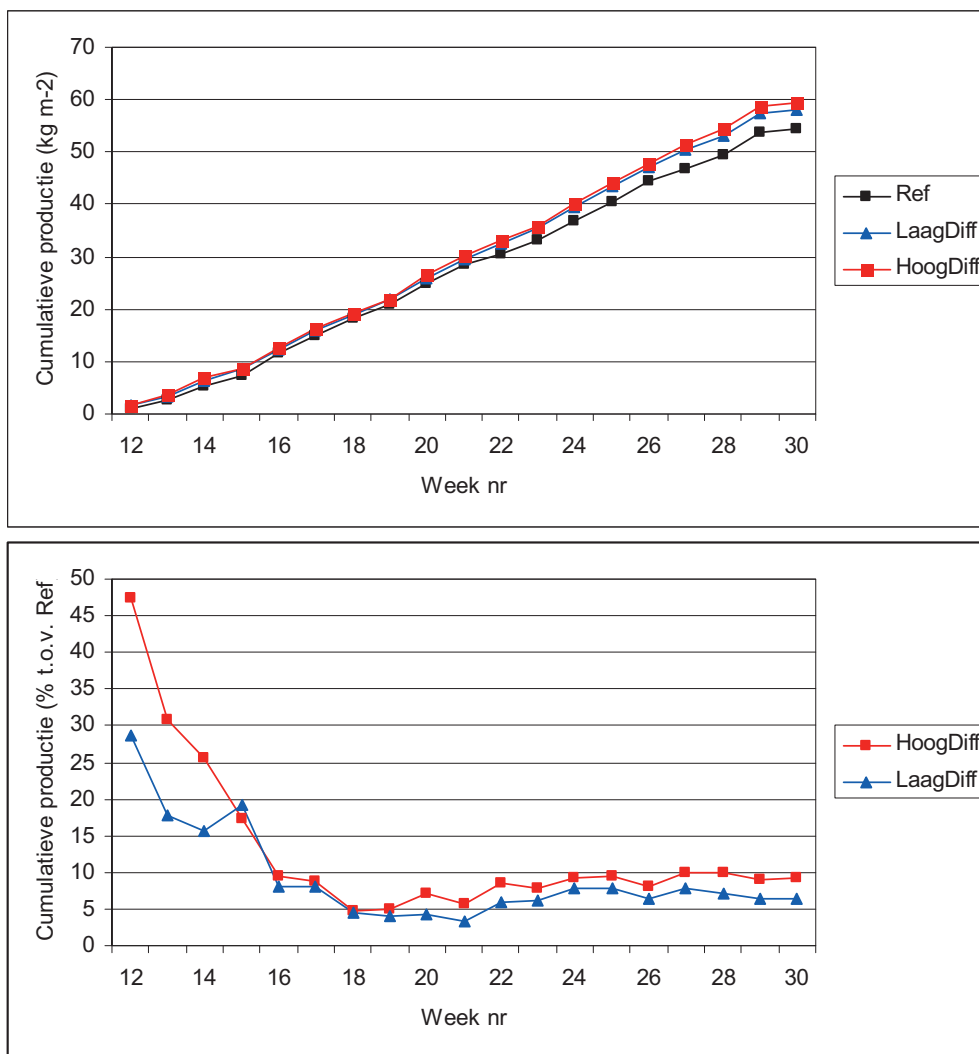 Cumulatieve productie (kg m-2)
70
60
50
40
30
20
10
0
12 14 16 18 20 22 24 26 28 30
Week nr
Ref
LaagDiff
HoogDiff
Cumulatieve productie (% t.o.v. Ref
50
45
40
35
30
25
20
15
10
5
0
12 14 16 18 20 22 24 26 28 30
Week nr
HoogDiff
LaagDiff